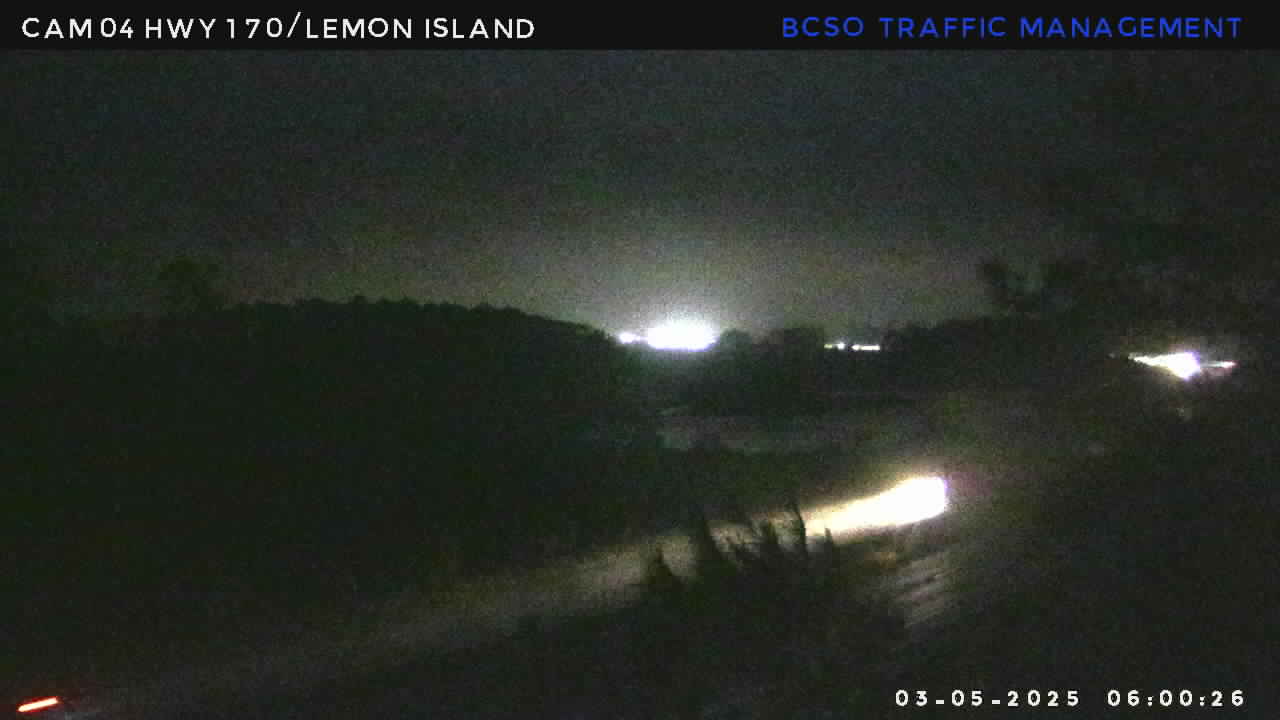 CAM04 HWY 170/LEMON ISLAND
BCSO TRAFFIC MANAGEMENT
03-05-2025 06:00:26